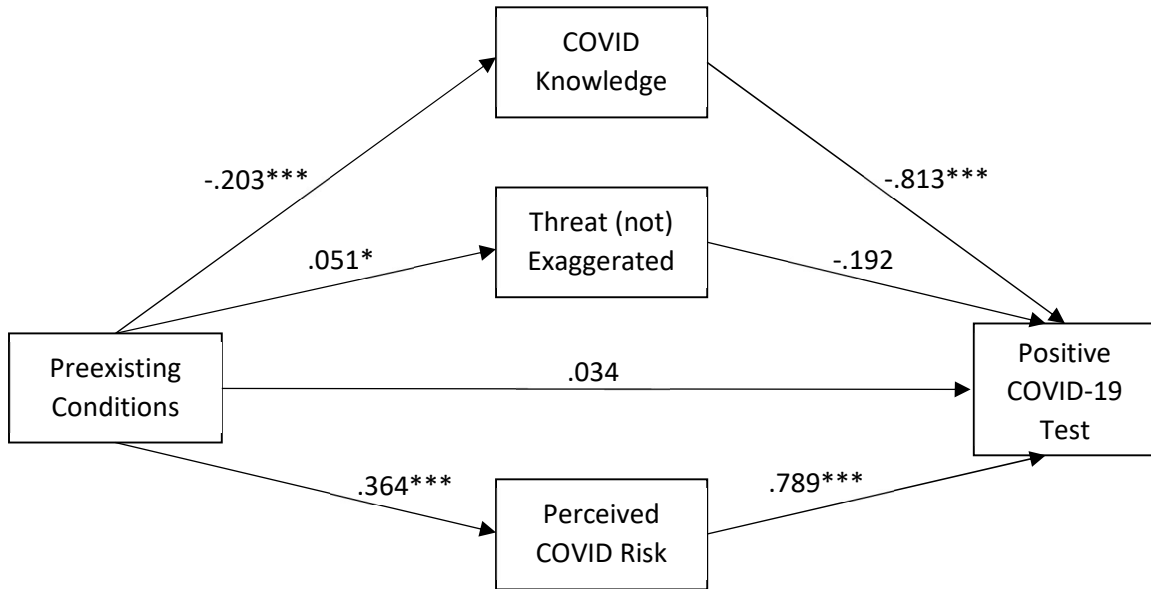 COVID
Knowledge
-.203***
-.813***
Threat (not)
Exaggerated
.051*
-.192
Preexisting
Conditions
.034
Positive
COVID-19
Test
.364***
.789***
Perceived
COVID Risk